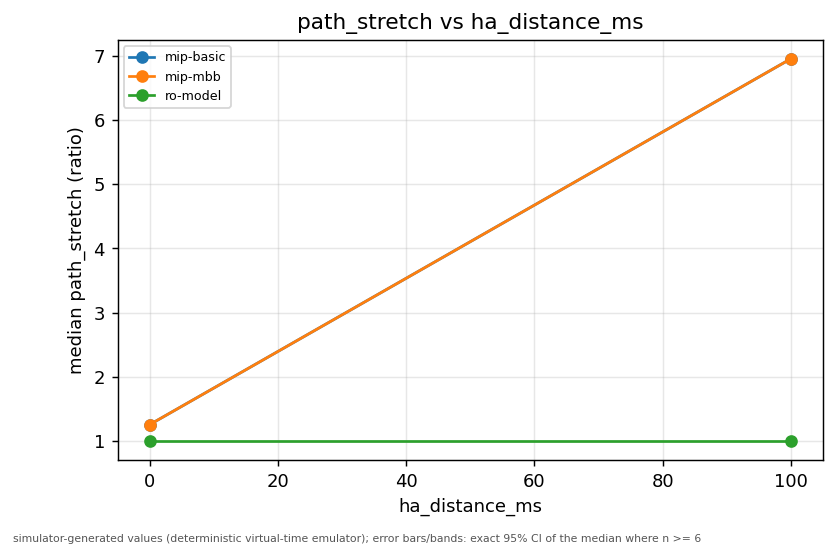 path_stretch vs ha_distance_ms
mip-basic
mip-mbb
ro-model
median path_stretch (ratio)
7
6
5
4
3
2
1
0 20 40 60 80 100
ha_distance_ms
simulator-generated values (deterministic virtual-time emulator); error bars/bands: exact 95% CI of the median where n >= 6